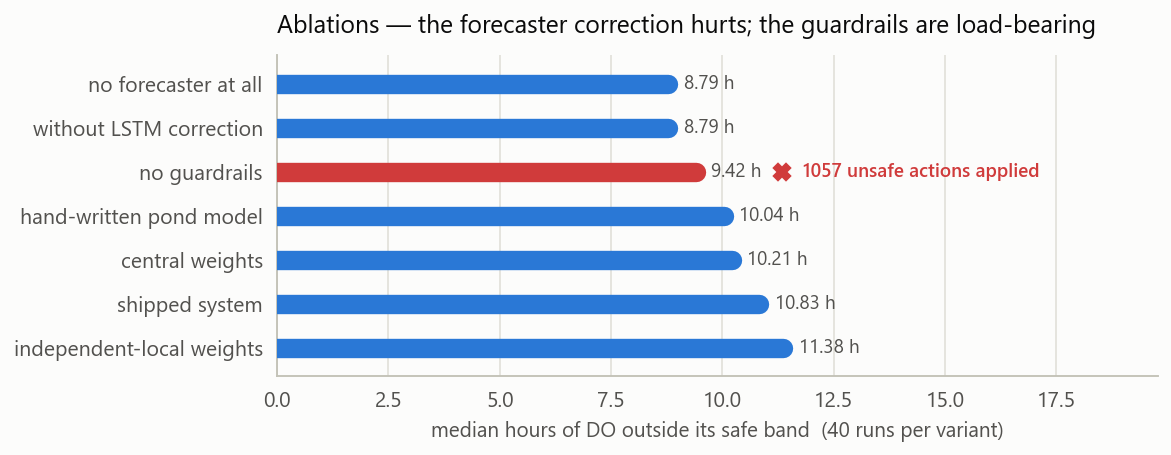 Ablations — the forecaster correction hurts; the guardrails are load-bearing
no forecaster at all 8.79 h
without LSTM correction 8.79 h
no guardrails 9.42 h ✖ 1057 unsafe actions applied
hand-written pond model 10.04 h
central weights 10.21 h
shipped system 10.83 h
independent-local weights 11.38 h
0.0 2.5 5.0 7.5 10.0 12.5 15.0 17.5
median hours of DO outside its safe band (40 runs per variant)